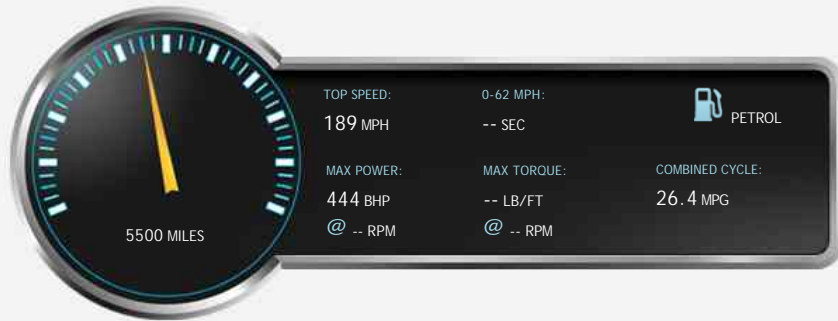 TOP SPEED:
189 MPH
0-62 MPH:
-- SEC
PETROL
MAX POWER:
444 BHP
@ -- RPM
MAX TORQUE:
-- LB/FT
@ -- RPM
COMBINED CYCLE:
26.4 MPG
5500 MILES